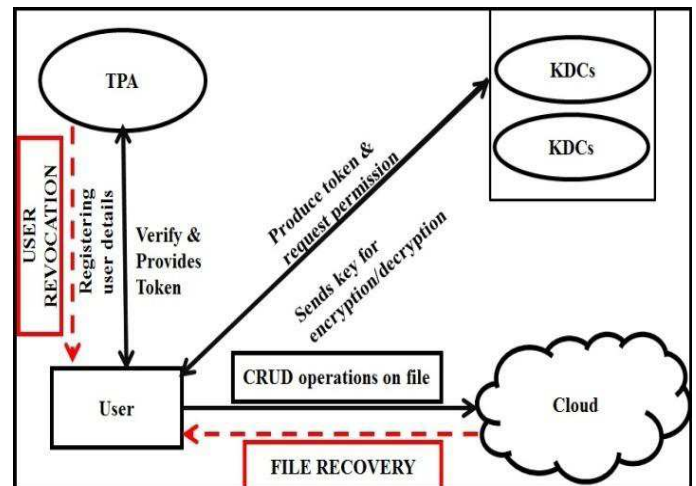 TPA
KDCs
KDCs
USER
REVOCATION
Registering
user details
Verify &
Provides
Token
Produce token &
request permission
Sends key for
encryption/decryption
User
CRUD operations on file
Cloud
FILE RECOVERY